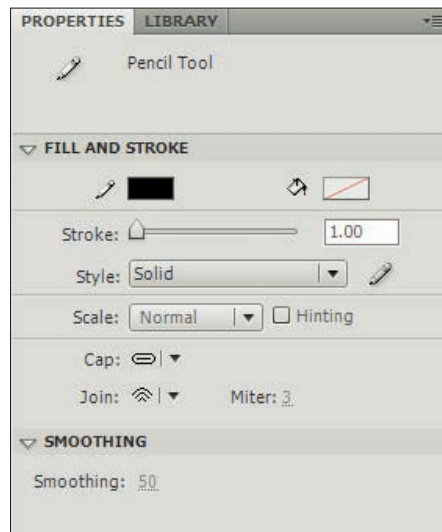 PROPERTIES LIBRARY
Pencil Tool
FILL AND STROKE
Stroke: 1.00
Style: Solid
Scale: Normal Hinting
Cap:
Join: Miter: 3
SMOOTHING
Smoothing: 50